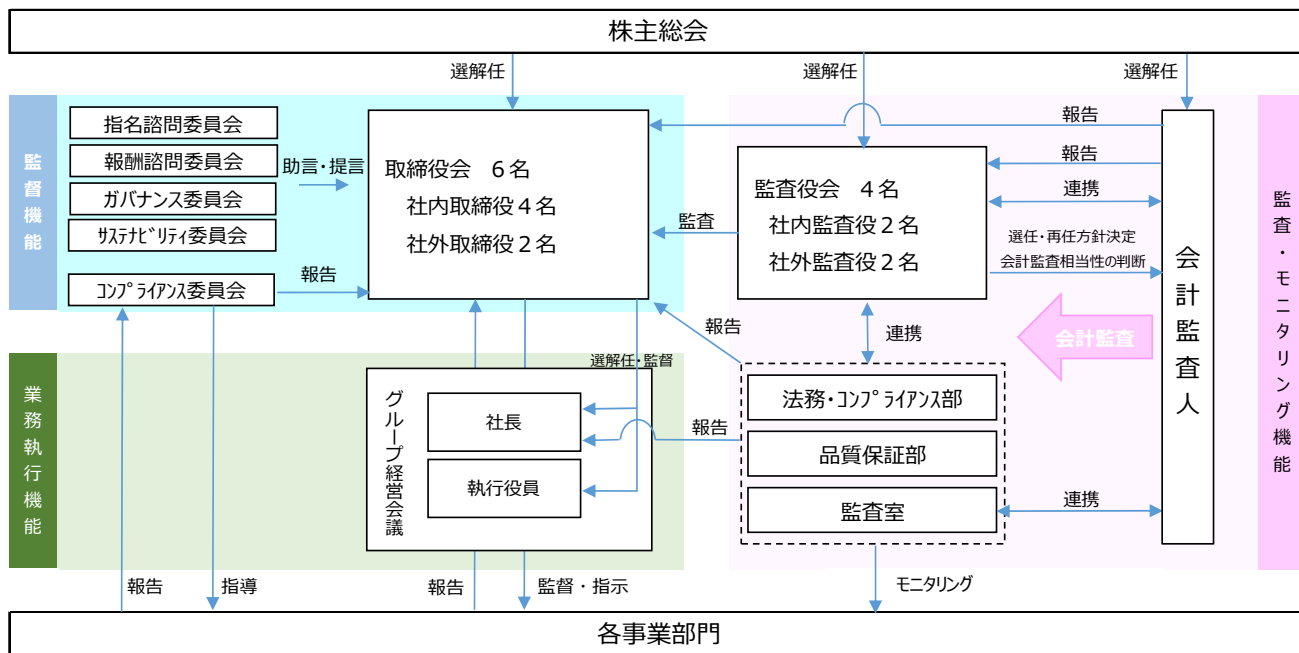 株主総会
選解任
選解任
選解任
監督機能
指名諮問委員会
報酬諮問委員会
ガバナンス委員会
ｻｽﾃﾅﾋﾞﾘﾃｨ委員会
ｺﾝﾌﾟﾗｲｱﾝｽ委員会
助言・提言
報告
取締役会　６名
社内取締役４名
社外取締役２名
監査
監査役会　４名
社内監査役２名
社外監査役２名
報告
報告
連携
選任・再任方針決定
会計監査相当性の判断
会計監査人
監査・モニタリング機能
会計監査
報告
連携
業務執行機能
選解任・監督
グループ経営会議
社長
執行役員
報告
法務・ｺﾝﾌﾟﾗｲｱﾝｽ部
品質保証部
監査室
連携
報告
指導
報告
監督・指示
ﾓﾆﾀﾘﾝｸﾞ
各事業部門